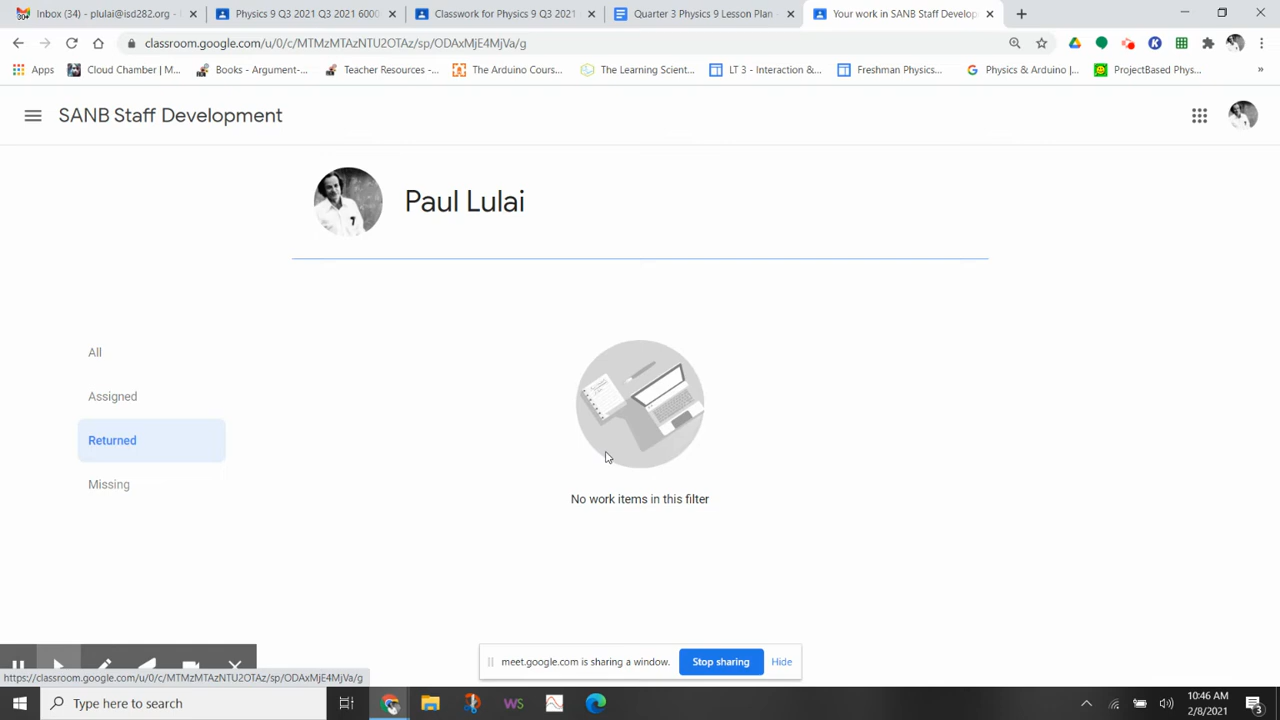 Inbox (34) - plulai@isd282.org -
Physics 9 Q3 2021 Q3 2021 600G
Classwork for Physics 9 Q3 2021
Quarter 3 Physics 9 Lesson Plan -
Your work in SANB Staff Develop
classroom.google.com/u/0/c/MTMzMTAzNTU2OTAz/sp/ODAxMjE4MjVa/g
Apps
Cloud Chamber / M...
Books - Argument-...
Teacher Resources -...
The Arduino Cours...
The Learning Scient...
LT 3 - Interaction &...
Freshman Physics...
Physics & Arduino |...
ProjectBased Phys...
»
SANB Staff Development
Paul Lulai
All
Assigned
Returned
Missing
No work items in this filter
meet.google.com is sharing a window.
Stop sharing
Hide
https://classroom.google.com/u/0/c/MTMzMTAzNTU2OTAz/sp/ODAxMjE4MjVa/g
Type here to search
WS
10:46 AM
2/8/2021
3